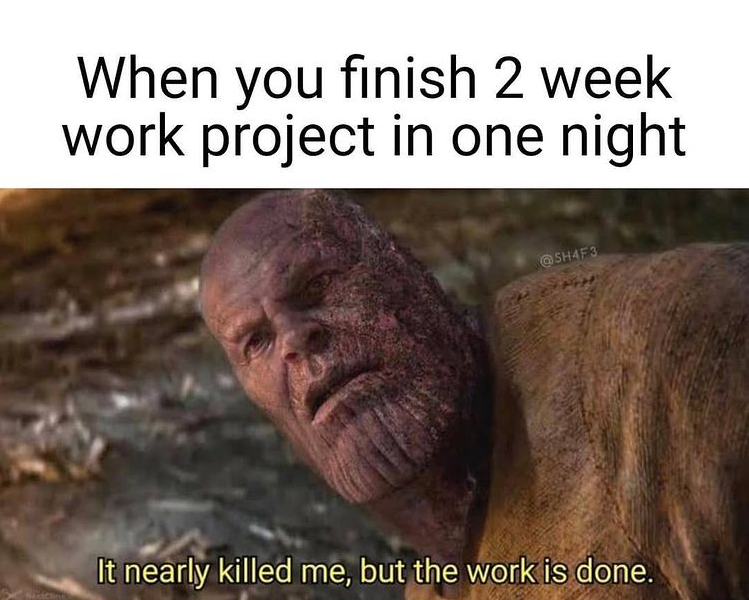 When you finish 2 week
work project in one night
@SH4F3
It nearly killed me, but the work is done.